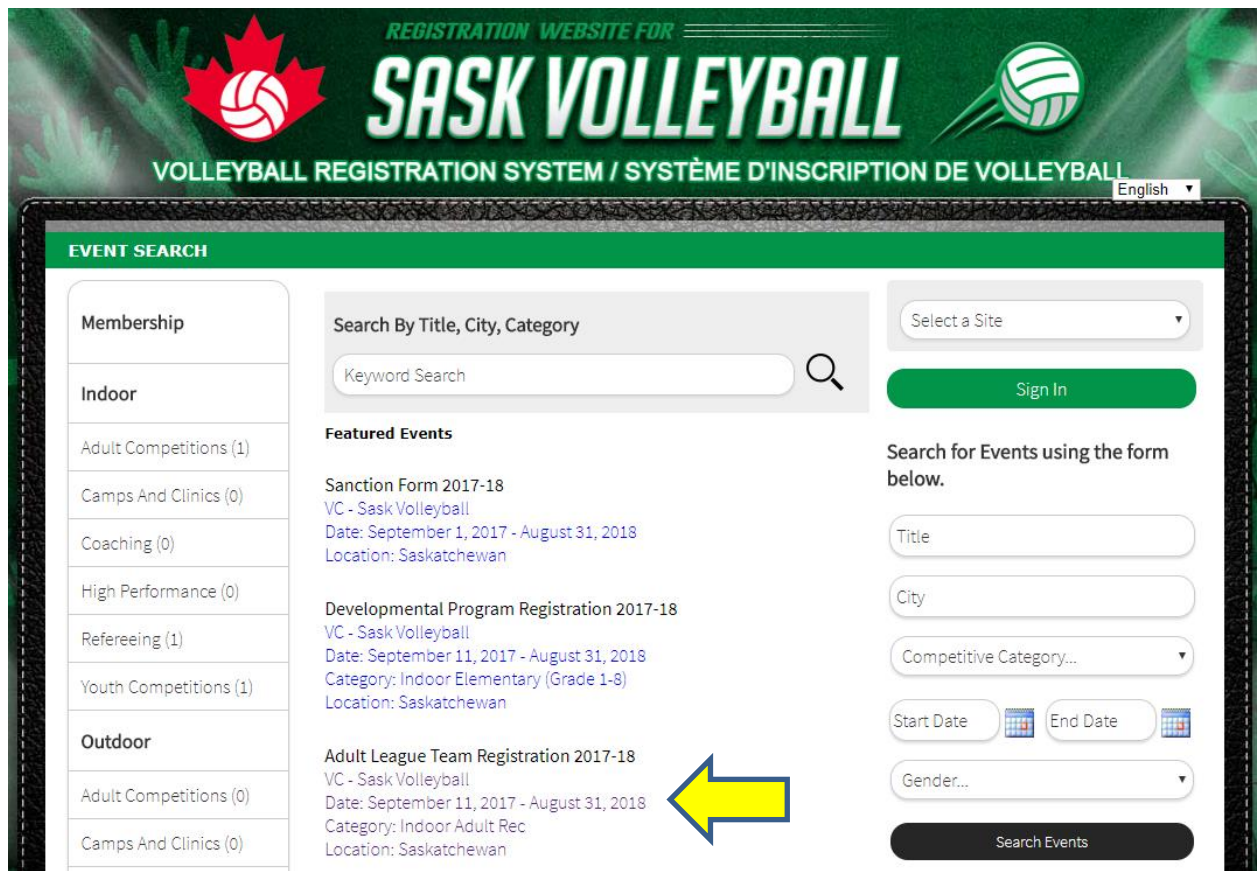 REGISTRATION WEBSITE FOR
SASK VOLLEYBALL
VOLLEYBALL REGISTRATION SYSTEM / SYSTÈME D'INSCRIPTION DE VOLLEYBALL
English
EVENT SEARCH
Membership
Indoor
Adult Competitions (1)
Camps And Clinics (0)
Coaching (0)
High Performance (0)
Refereeing (1)
Youth Competitions (1)
Outdoor
Adult Competitions (0)
Camps And Clinics (0)
Search By Title, City, Category
Keyword Search
Featured Events
Sanction Form 2017-18
VC - Sask Volleyball
Date: September 1, 2017 - August 31, 2018
Location: Saskatchewan
Developmental Program Registration 2017-18
VC - Sask Volleyball
Date: September 11, 2017 - August 31, 2018
Category: Indoor Elementary (Grade 1-8)
Location: Saskatchewan
Adult League Team Registration 2017-18
VC - Sask Volleyball
Date: September 11, 2017 - August 31, 2018
Category: Indoor Adult Rec
Location: Saskatchewan
Select a Site
Sign In
Search for Events using the form
below.
Title
City
Competitive Category...
Start Date End Date
Gender...
Search Events